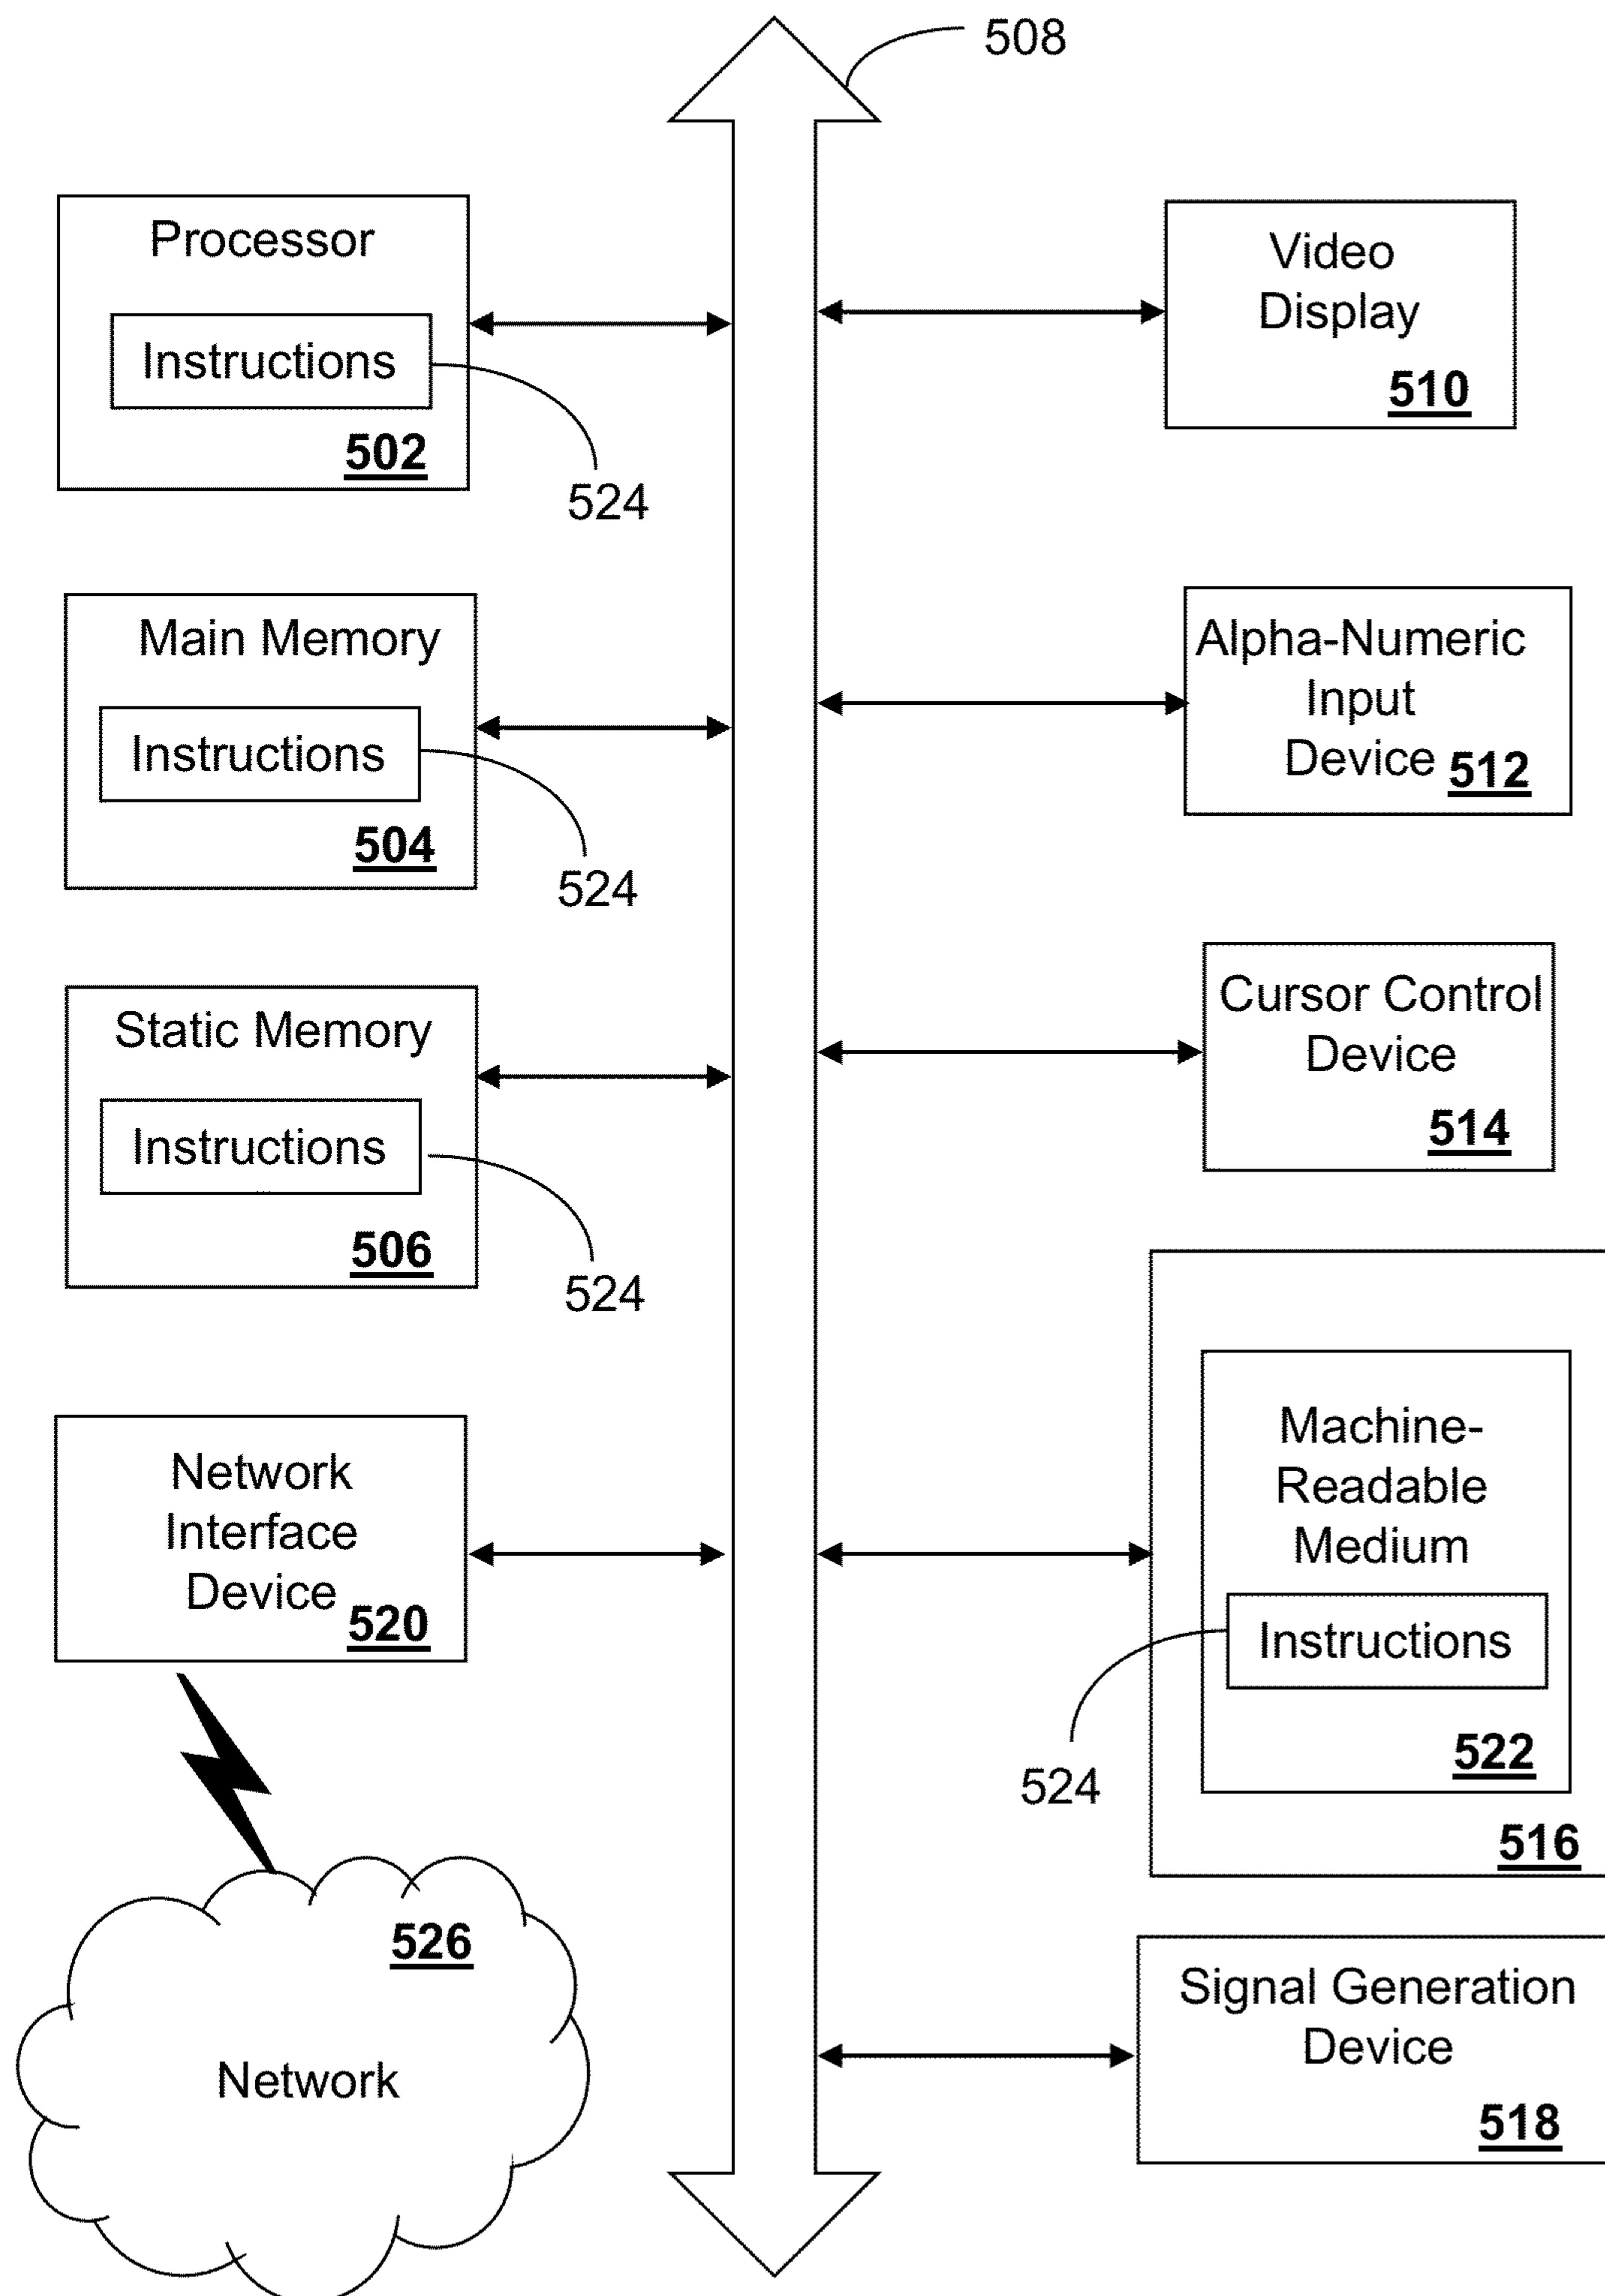 508
Processor
Instructions
502
524
Main Memory
Instructions
504
524
Static Memory
Instructions
506
524
Network
Interface
Device
520
526
Network
Video
Display
510
Alpha-Numeric
Input
Device 512
Cursor Control
Device
514
Machine-
Readable
Medium
Instructions
522
524
516
Signal Generation
Device
518